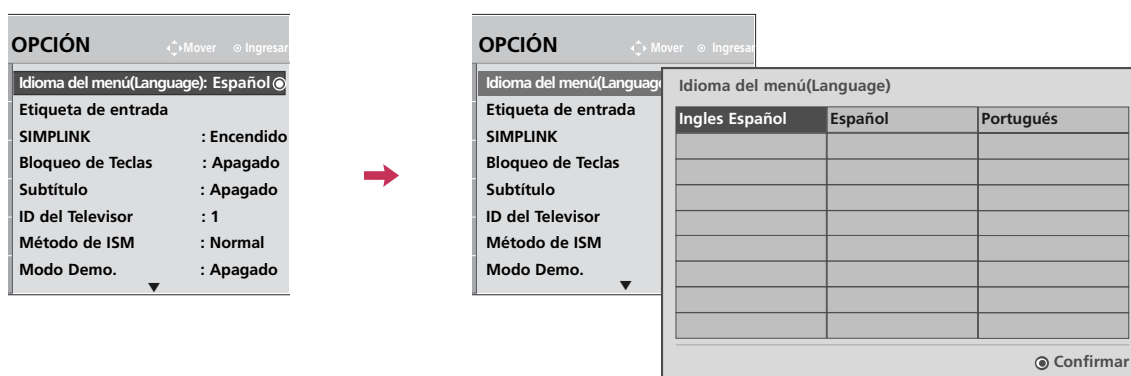 OPCIÓN Mover Ingresar
Idioma del menú(Language): Español
Etiqueta de entrada
SIMPLINK : Encendido
Bloqueo de Teclas : Apagado
Subtítulo : Apagado
ID del Televisor : 1
Método de ISM : Normal
Modo Demo. : Apagado
OPCIÓN Mover Ingresar
Idioma del menú(Language
Etiqueta de entrada
SIMPLINK
Bloqueo de Teclas
Subtítulo
ID del Televisor
Método de ISM
Modo Demo.
Idioma del menú(Language)
Ingles Español Español Portugués
Confirmar